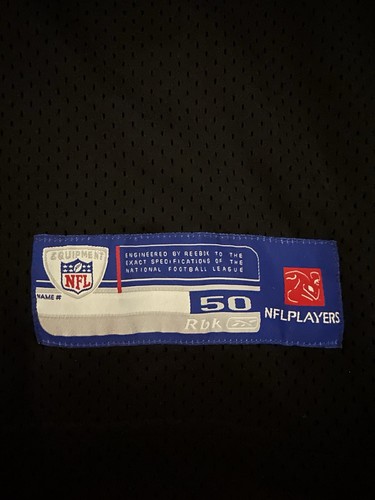 EQUIPMENT
NFL
ENGINEERED BY REEBOK TO THE
EXACT SPECIFICATIONS OF THE
NATIONAL FOOTBALL LEAGUE
NAME #
50
Rbk
NFLPLAYERS